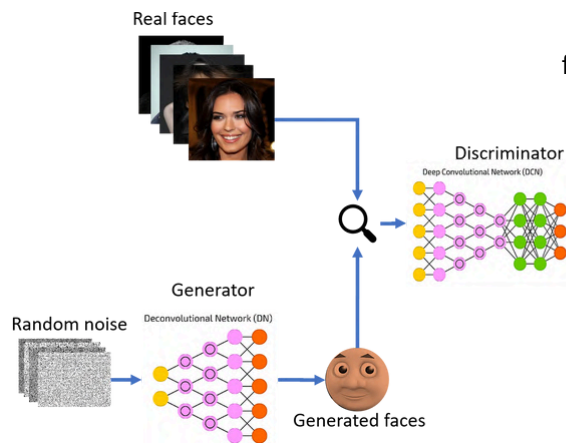 Real faces
f
Discriminator
Deep Convolutional Network (DCN)
Generator
Deconvolutional Network (DN)
Random noise
Generated faces